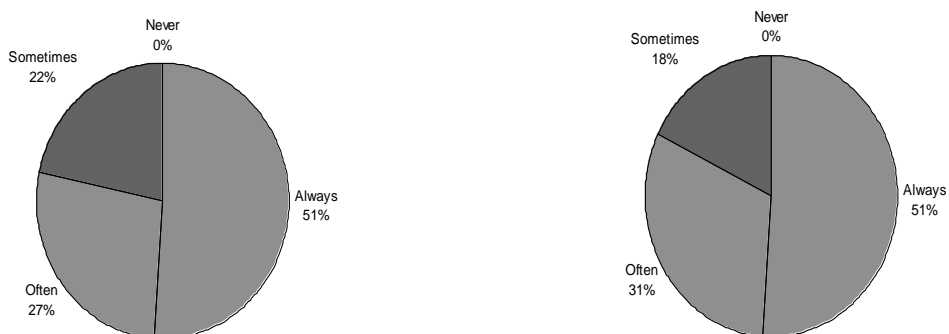 Never
0%
Sometimes
22%
Always
51%
Often
27%
Never
0%
Sometimes
18%
Always
51%
Often
31%